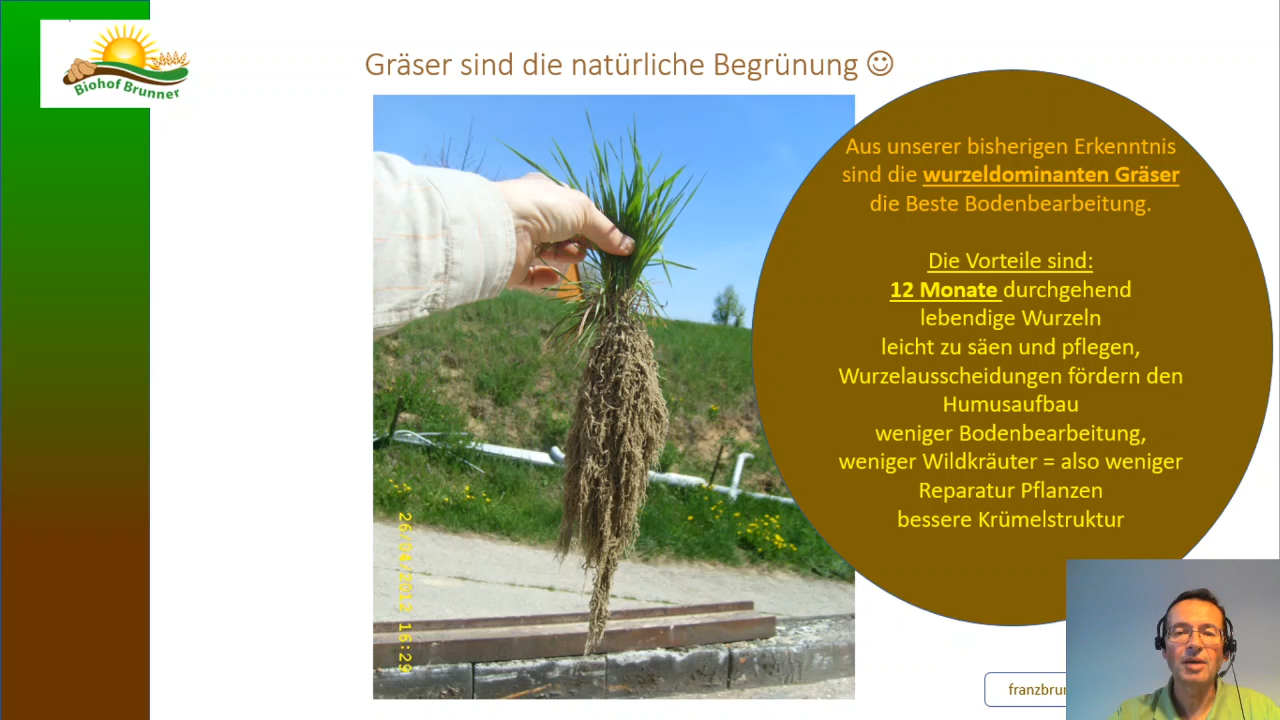 Biohof Brunner
Gräser sind die natürliche Begrünung ☺
Aus unserer bisherigen Erkenntnis
sind die wurzeldominanten Gräser
die Beste Bodenbearbeitung.
Die Vorteile sind:
12 Monate durchgehend
lebendige Wurzeln
leicht zu säen und pflegen,
Wurzelausscheidungen fördern den
Humusaufbau
weniger Bodenbearbeitung,
weniger Wildkräuter = also weniger
Reparatur Pflanzen
bessere Krümelstruktur
26/04/2012 16:29